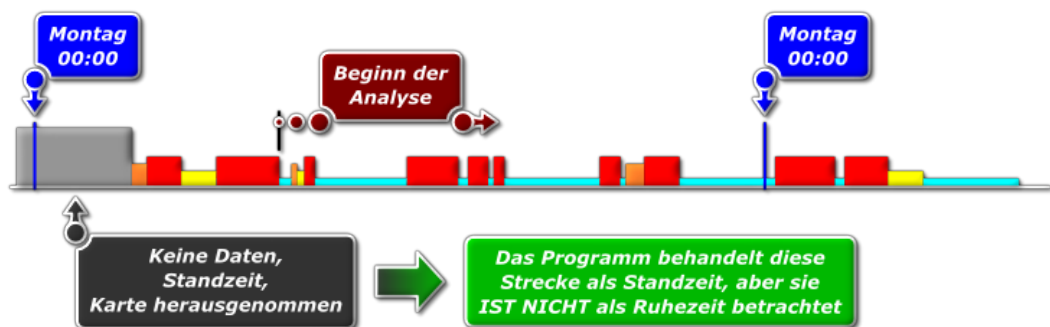 Montag
00:00
Beginn der
Analyse
Montag
00:00
Keine Daten,
Standzeit,
Karte herausgenommen
Das Programm behandelt diese
Strecke als Standzeit, aber sie
IST NICHT als Ruhezeit betrachtet